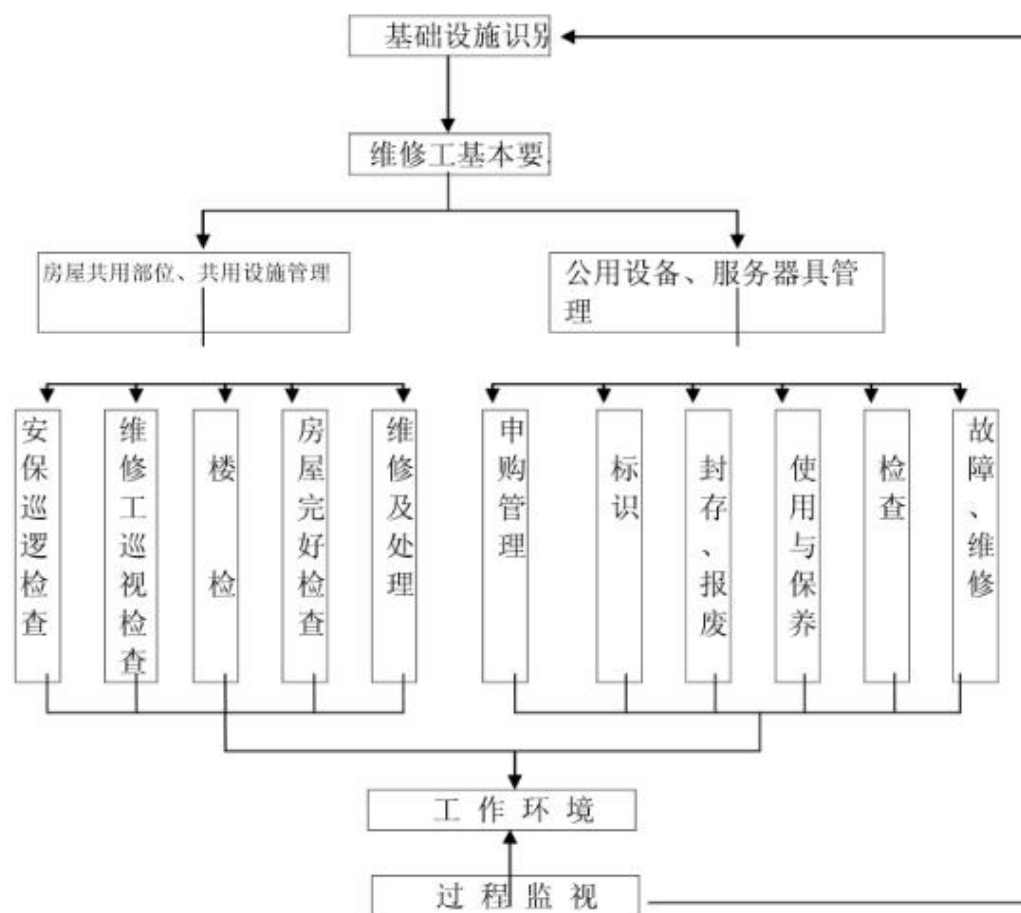 基础设施识别
维修工基本要
房屋共用部位、共用设施管理
公用设备、服务器具管
理
安保巡逻检查
维修工巡视检查
楼检
房屋完好检查
维修及处理
申购管理
标识
封存、报废
使用与保养
检查
故障、维修
工作环境
过程监视